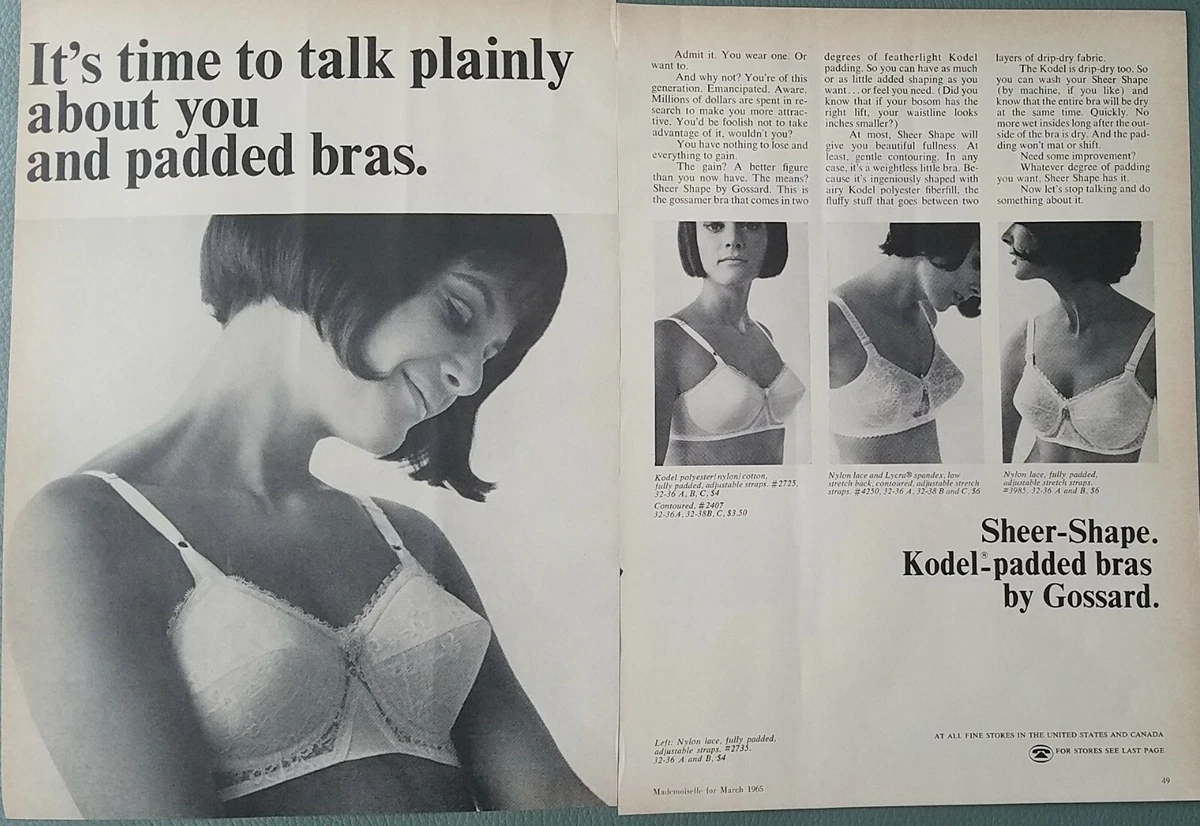 It's time to talk plainly
about you
and padded bras.
Admit it. You wear one. Or
want to.
And why not? You're of this
generation. Emancipated. Aware.
Millions of dollars are spent in re-
search to make you more attrac-
tive. You'd be foolish not to take
advantage of it, wouldn't you?
You have nothing to lose and
everything to gain.
The gain? A better figure
than you now have. The means?
Sheer Shape by Gossard. This is
the gossamer bra that comes in two
degrees of featherlight Kodel
padding. So you can have as much
or as little added shaping as you
want...or feel you need. (Did you
know that if your bosom has the
right lift, your waistline looks
inches smaller?)
At most, Sheer Shape will
give you beautiful fullness. At
least, gentle contouring. In any
case, it's a weightless little bra. Be-
cause it's ingeniously shaped with
airy Kodel polyester fiberfill, the
fluffy stuff that goes between two
layers of drip-dry fabric.
The Kodel is drip-dry too. So
you can wash your Sheer Shape
(by machine, if you like) and
know that the entire bra will be dry
at the same time. Quickly. No
more wet insides long after the out-
side of the bra is dry. And the pad-
ding won't mat or shift.
Need some improvement?
Whatever degree of padding
you want, Sheer Shape has it.
Now let's stop talking and do
something about it.
Kodel polyester/nylon/cotton,
fully padded, adjustable straps. #2725,
32-36 A, B, C, $4
Contoured, #2407
32-36A, 32-38B, C, $3.50
Nylon lace and Lycra® spandex, low
stretch back, contoured, adjustable stretch
straps. #4250, 32-36 A, 32-38 B and C, $6
Nylon lace, fully padded,
adjustable stretch straps.
#3985, 32-36 A and B, $6
Sheer-Shape.
Kodel®-padded bras
by Gossard.
Left: Nylon lace, fully padded,
adjustable straps. #2735,
32-36 A and B, $4
AT ALL FINE STORES IN THE UNITED STATES AND CANADA
FOR STORES SEE LAST PAGE
Mademoiselle for March 1965
49